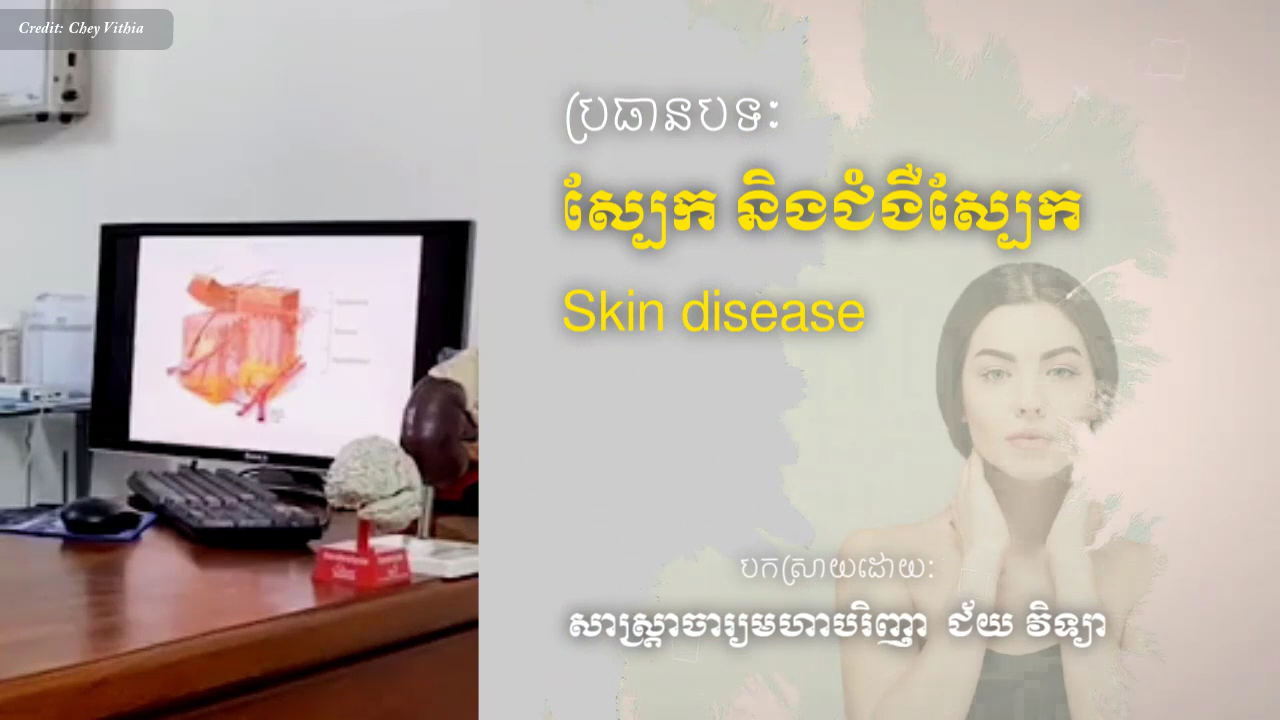 Credit: Chey Vithia
ប្រធានបទៈ
ស្បែក និងជំងឺស្បែក
Skin disease
បកស្រាយដោយៈ
សាស្ត្រាចារ្យមហាបរិញ្ញា ជ័យ វិទ្យា